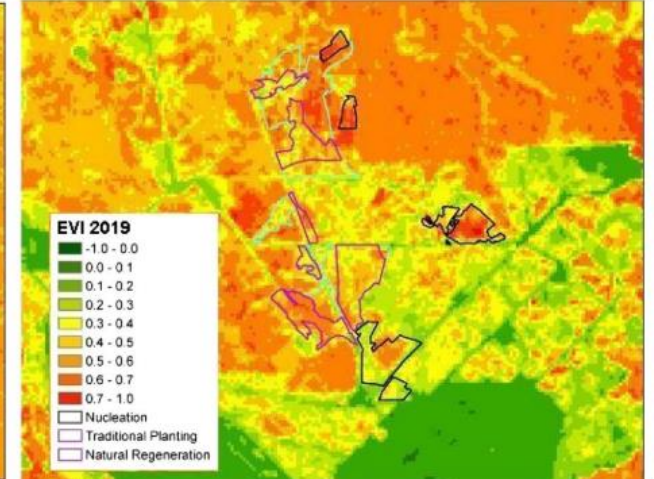 EVI 2019
-1.0 - 0.0
0.0 - 0.1
0.1 - 0.2
0.2 - 0.3
0.3 - 0.4
0.4 - 0.5
0.5 - 0.6
0.6 - 0.7
0.7 - 1.0
Nucleation
Traditional Planting
Natural Regeneration